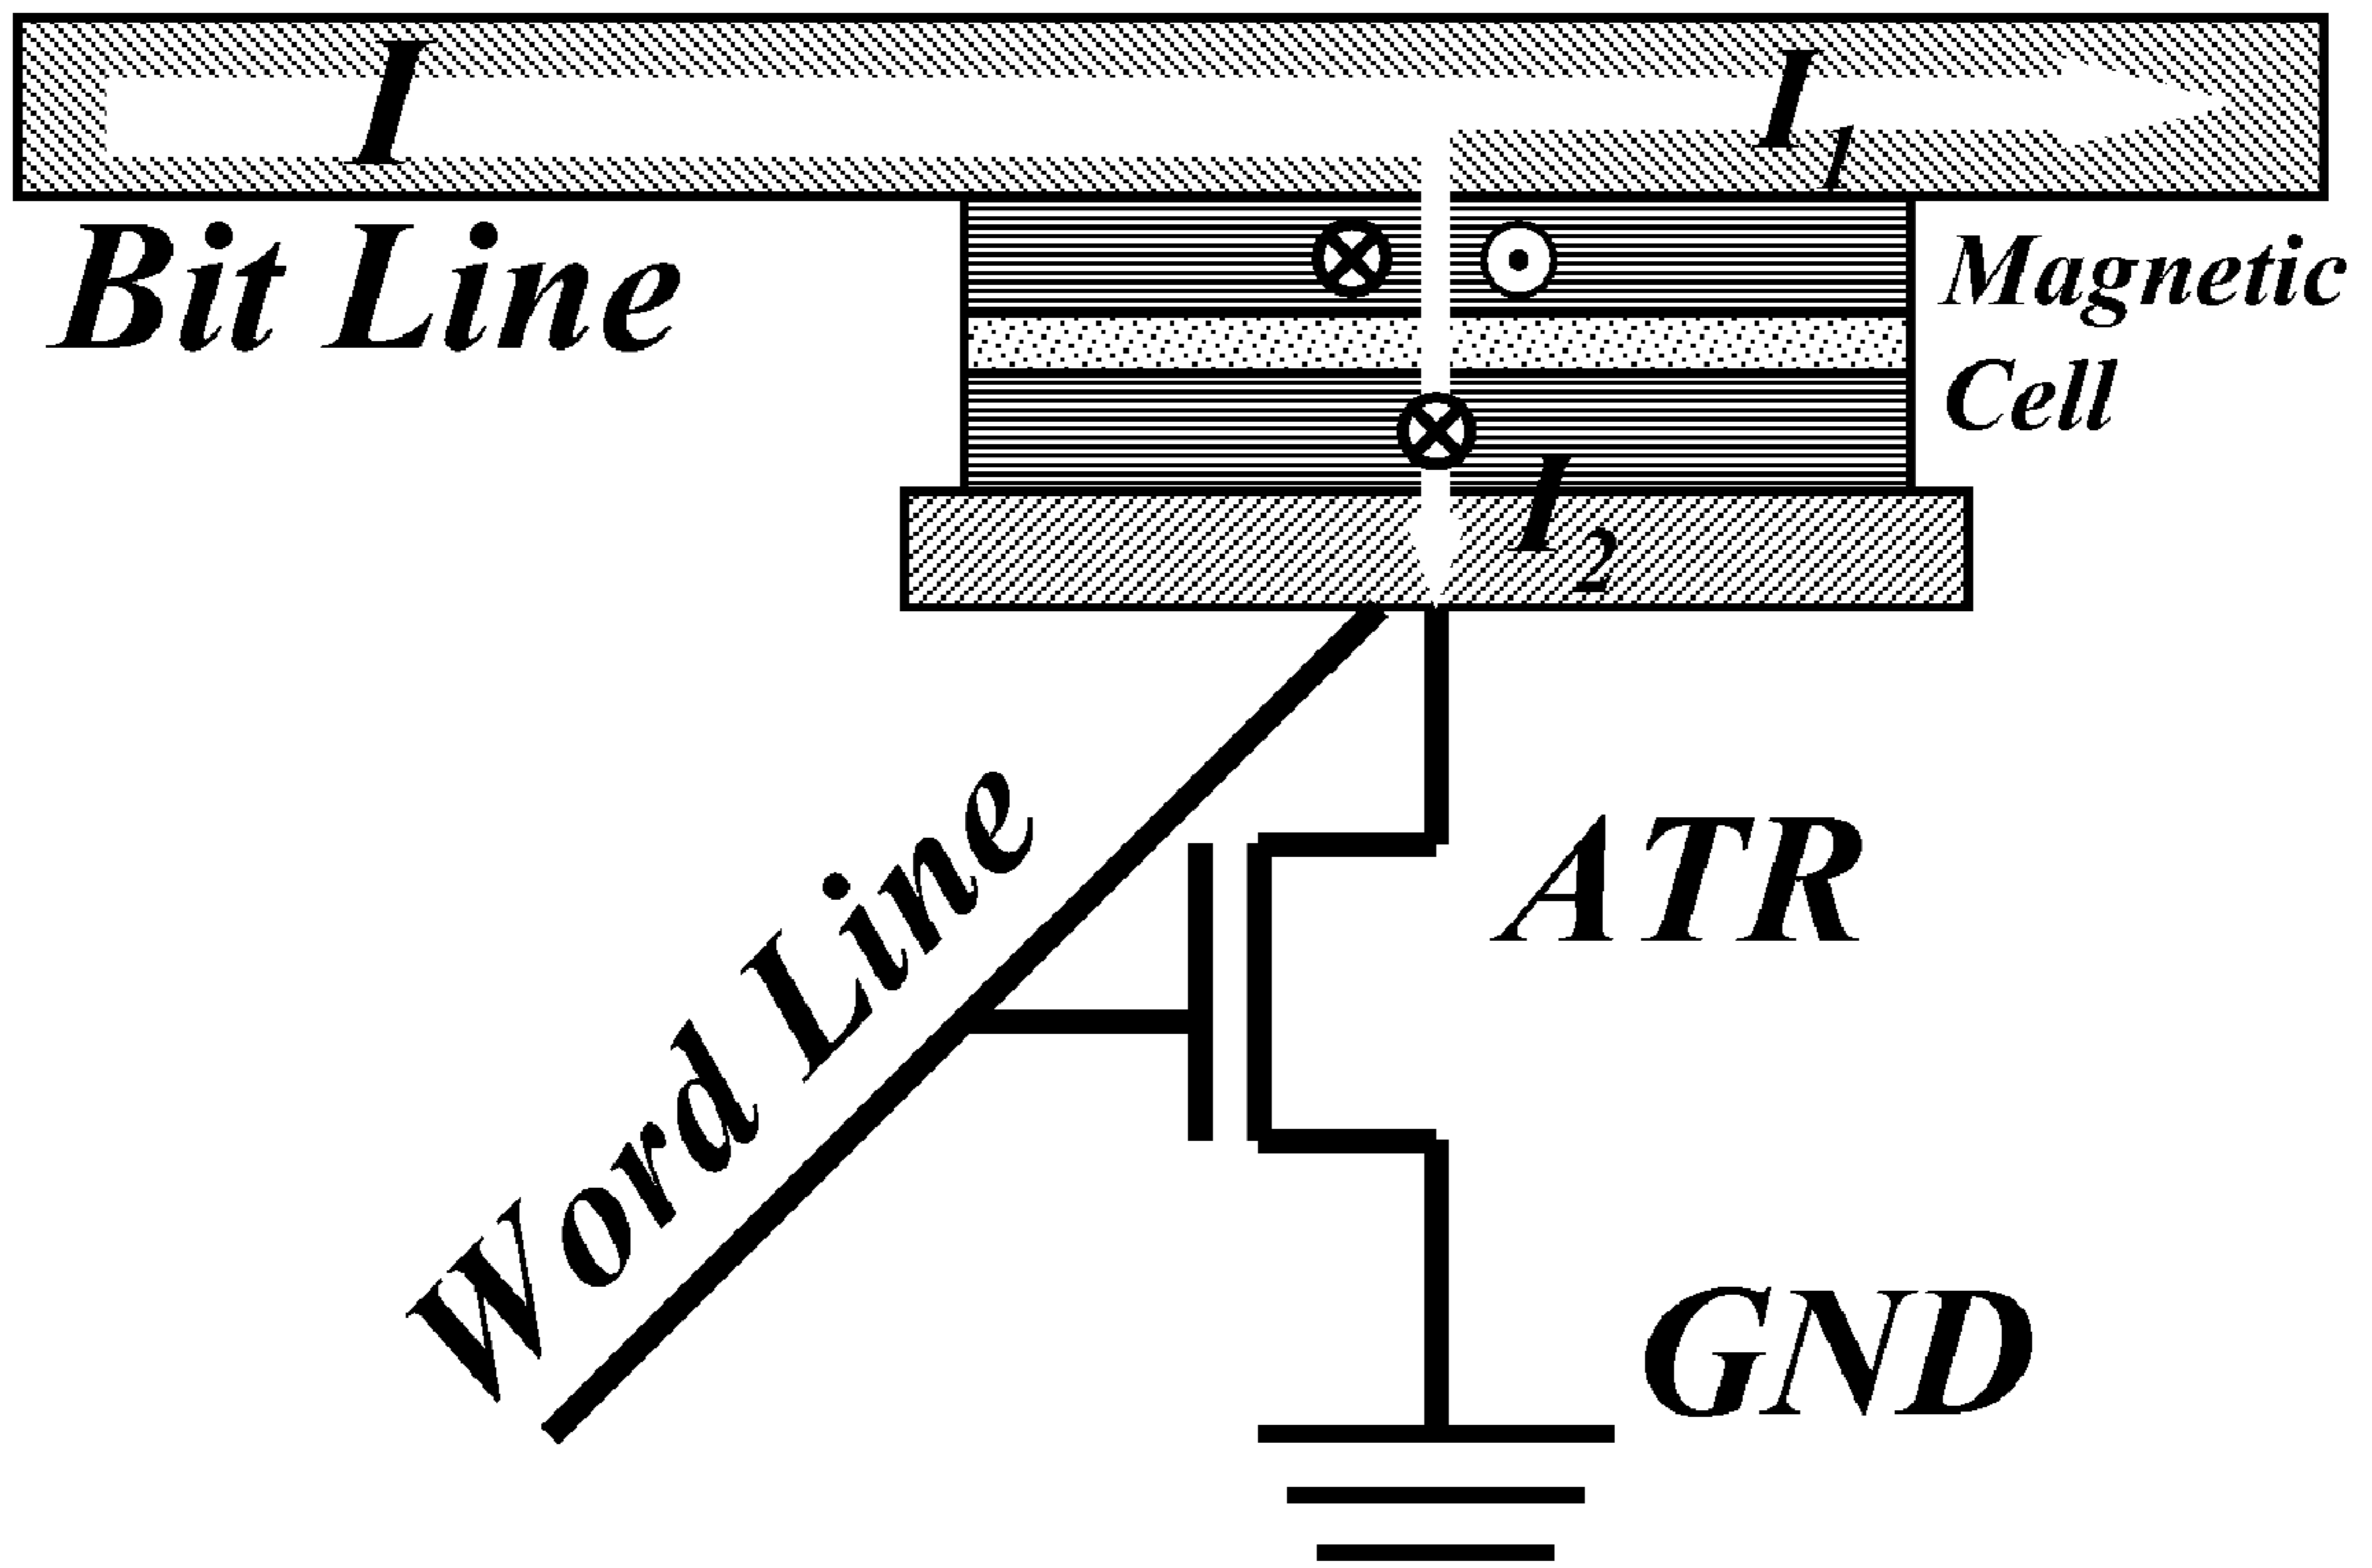 I
I1
Bit Line
Magnetic
Cell
I2
Word Line
ATR
GND